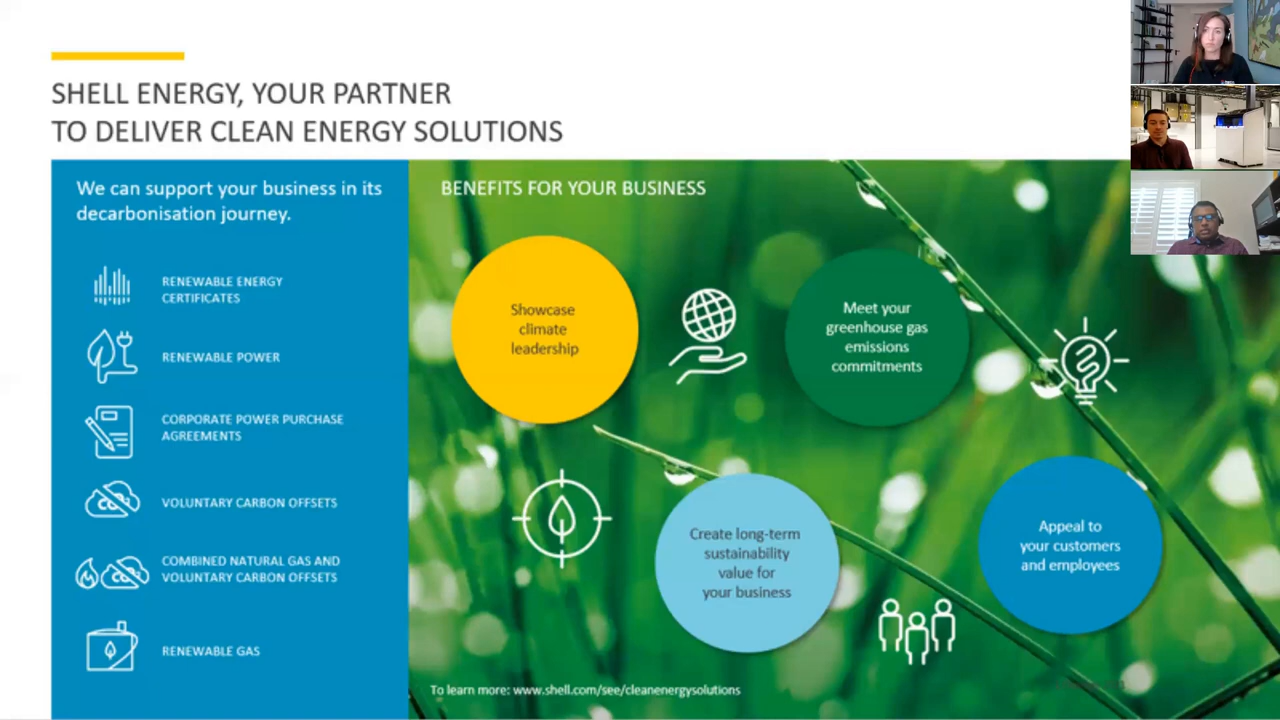 SHELL ENERGY, YOUR PARTNER
TO DELIVER CLEAN ENERGY SOLUTIONS
We can support your business in its
decarbonisation journey.
RENEWABLE ENERGY
CERTIFICATES
RENEWABLE POWER
CORPORATE POWER PURCHASE
AGREEMENTS
VOLUNTARY CARBON OFFSETS
COMBINED NATURAL GAS AND
VOLUNTARY CARBON OFFSETS
RENEWABLE GAS
BENEFITS FOR YOUR BUSINESS
Showcase
climate
leadership
Meet your
greenhouse gas
emissions
commitments
Create long-term
sustainability
value for
your business
Appeal to
your customers
and employees
To learn more: www.shell.com/see/cleanenergysolutions